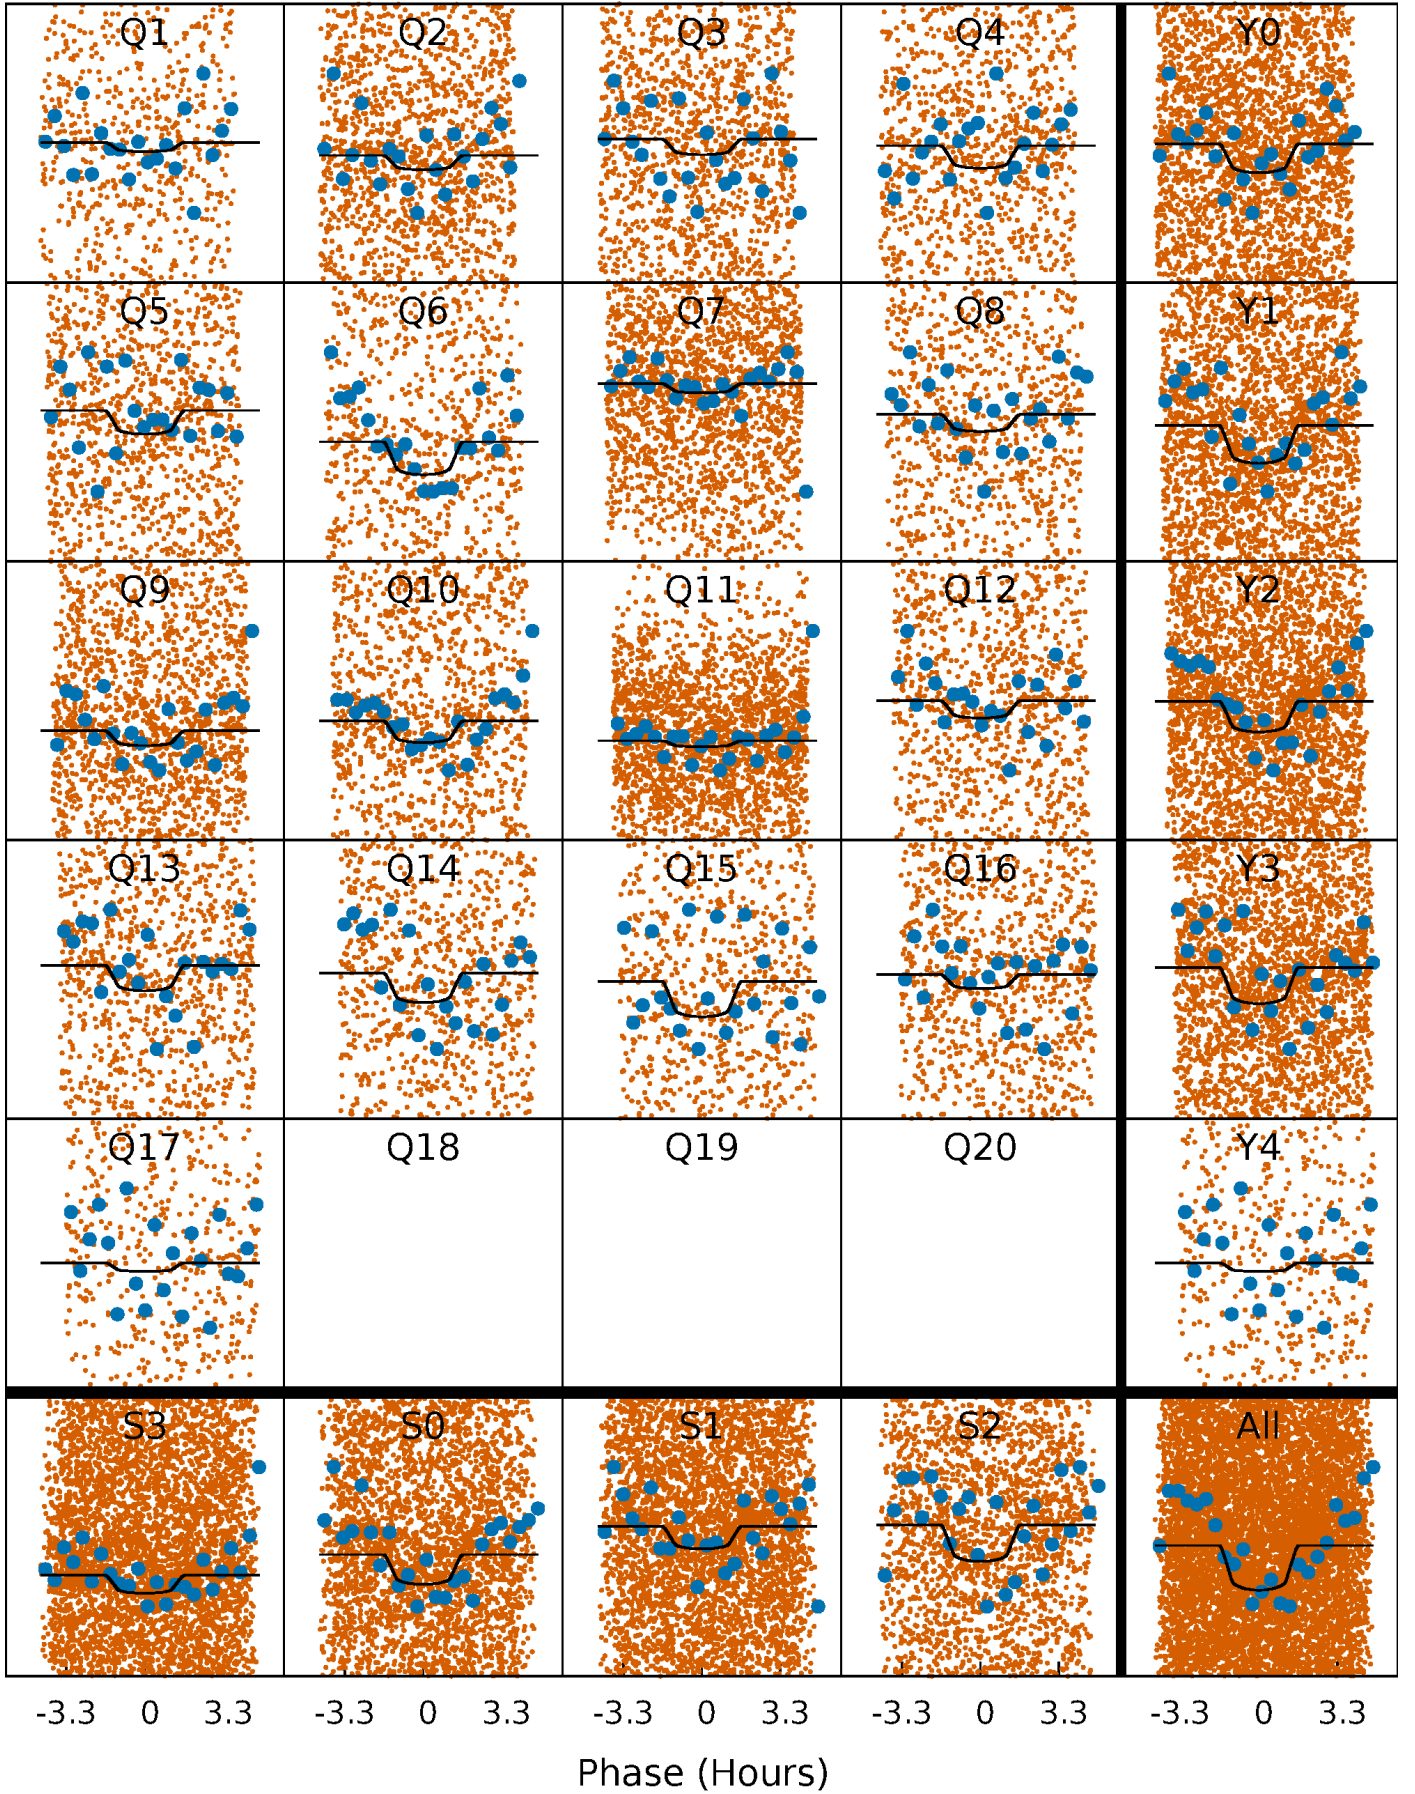 Q1 Q2 Q3 Q4 Y0
Q5 Q6 Q7 Q8 Y1
Q9 Q10 Q11 Q12 Y2
Q13 Q14 Q15 Q16 Y3
Q17 Q18 Q19 Q20 Y4
S3 S0 S1 S2 All
-3.3 0 3.3 -3.3 0 3.3 -3.3 0 3.3 -3.3 0 3.3 -3.3 0 3.3
Phase (Hours)